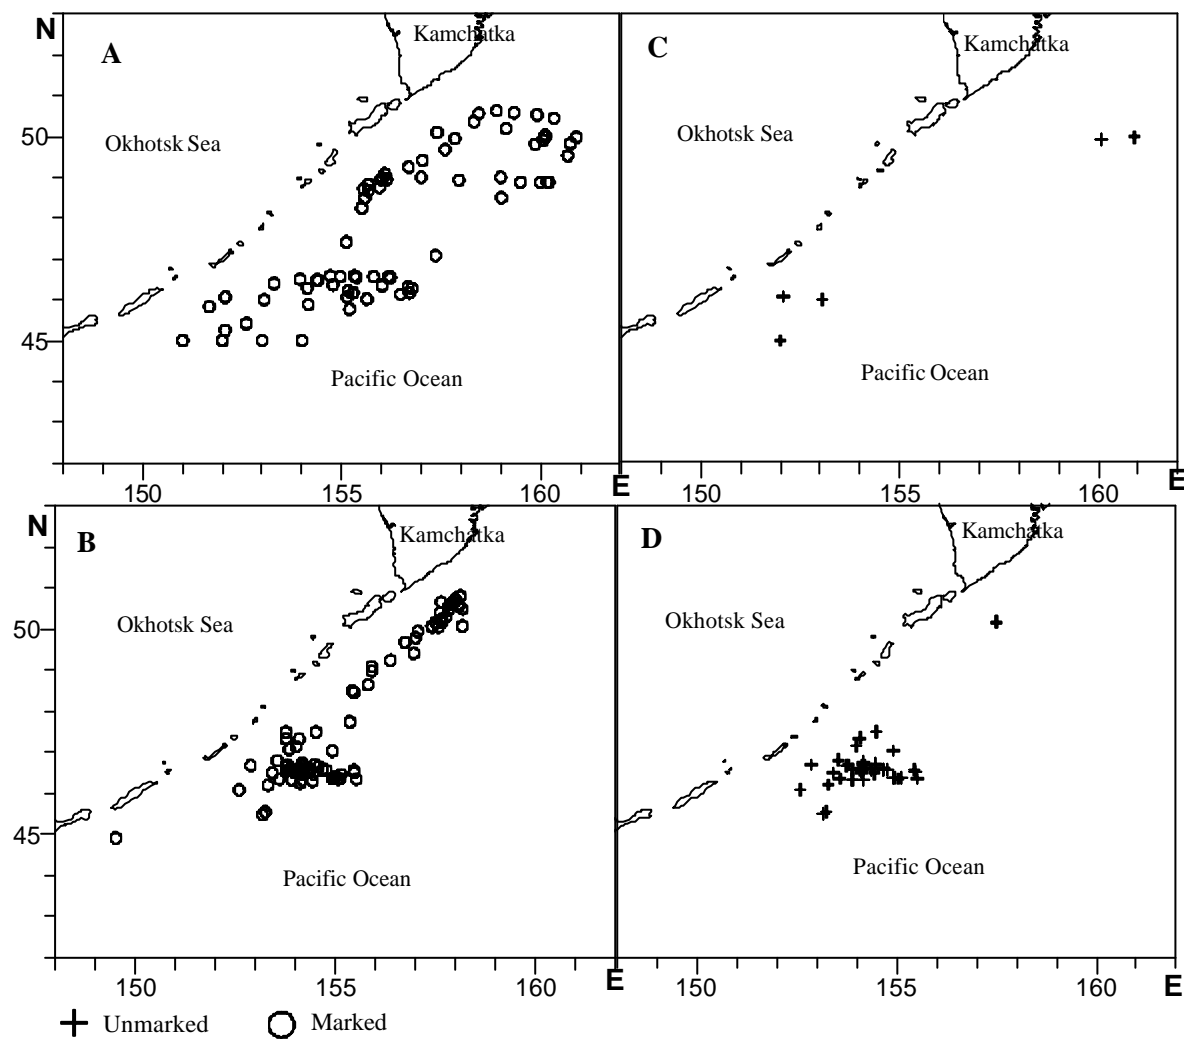 N
A
Kamchatka
Okhotsk Sea
50
45
Pacific Ocean
150
155
160
E
C
Kamchatka
Okhotsk Sea
Pacific Ocean
150
155
160
E
N
B
Kamchatka
Okhotsk Sea
50
45
Pacific Ocean
150
155
160
E
D
Kamchatka
Okhotsk Sea
Pacific Ocean
150
155
160
E
Unmarked
Marked